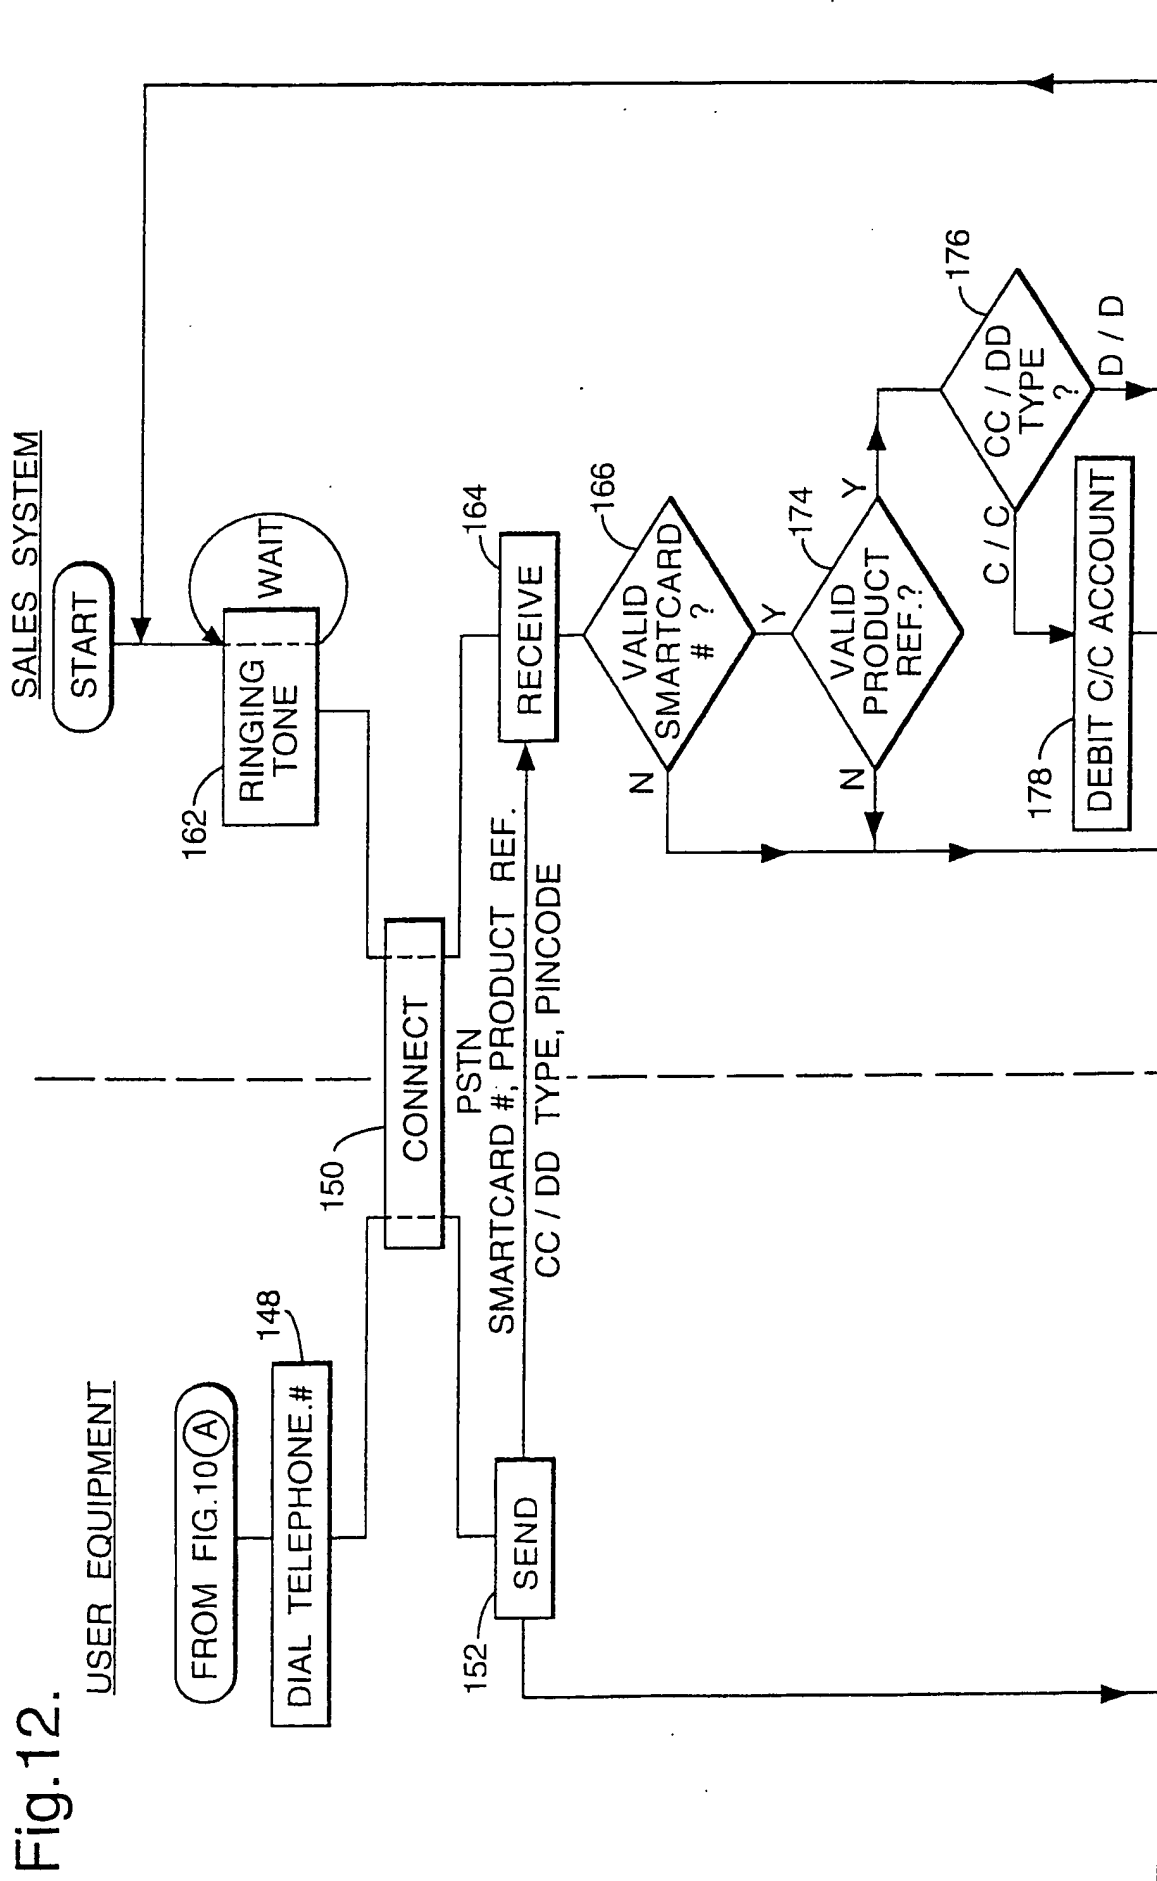 Fig.12.
USER EQUIPMENT
SALES SYSTEM
START
FROM FIG.10 A
148
DIAL TELEPHONE.#
162
RINGING
TONE
WAIT
150
CONNECT
PSTN
152
SEND
SMARTCARD #, PRODUCT REF.
CC / DD TYPE, PINCODE
164
RECEIVE
166
VALID
SMARTCARD
# ?
N
Y
174
VALID
PRODUCT
REF.?
N
Y
176
CC / DD
TYPE
?
C / C
D / D
178
DEBIT C/C ACCOUNT